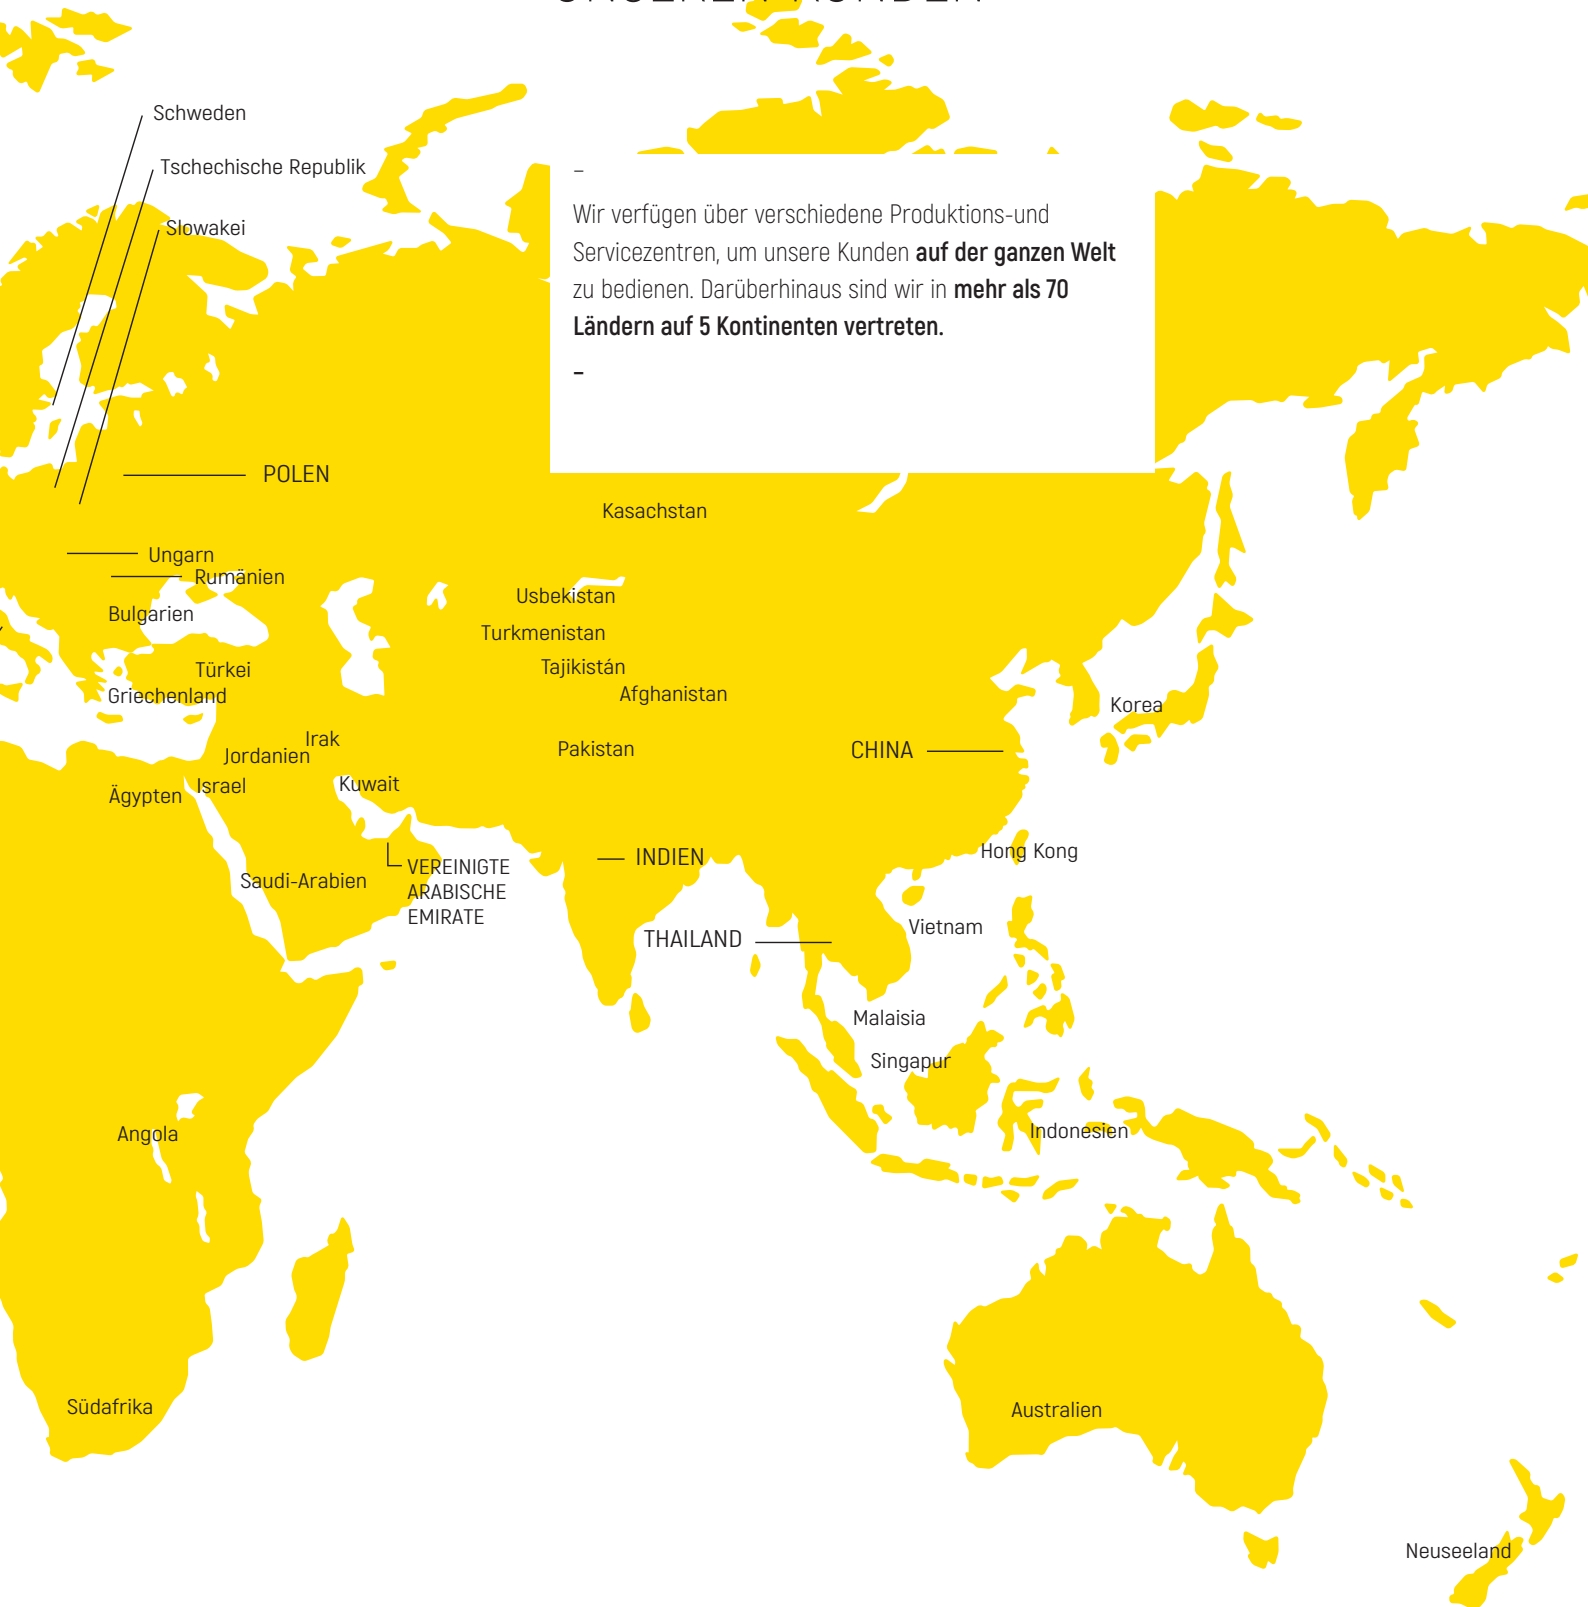 Schweden
Tschechische Republik
Slowakei
–
Wir verfügen über verschiedene Produktions-und
Servicezentren, um unsere Kunden auf der ganzen Welt
zu bedienen. Darüberhinaus sind wir in mehr als 70
Ländern auf 5 Kontinenten vertreten.
–
POLEN
Kasachstan
Ungarn
Rumänien
Usbekistan
Bulgarien
Turkmenistan
Türkei
Tajikistán
Griechenland
Afghanistan
Korea
Irak
Jordanien
Pakistan
CHINA
Israel
Kuwait
Ägypten
INDIEN
Hong Kong
Saudi-Arabien
VEREINIGTE
ARABISCHE
EMIRATE
THAILAND
Vietnam
Malaisia
Singapur
Angola
Indonesien
Südafrika
Australien
Neuseeland